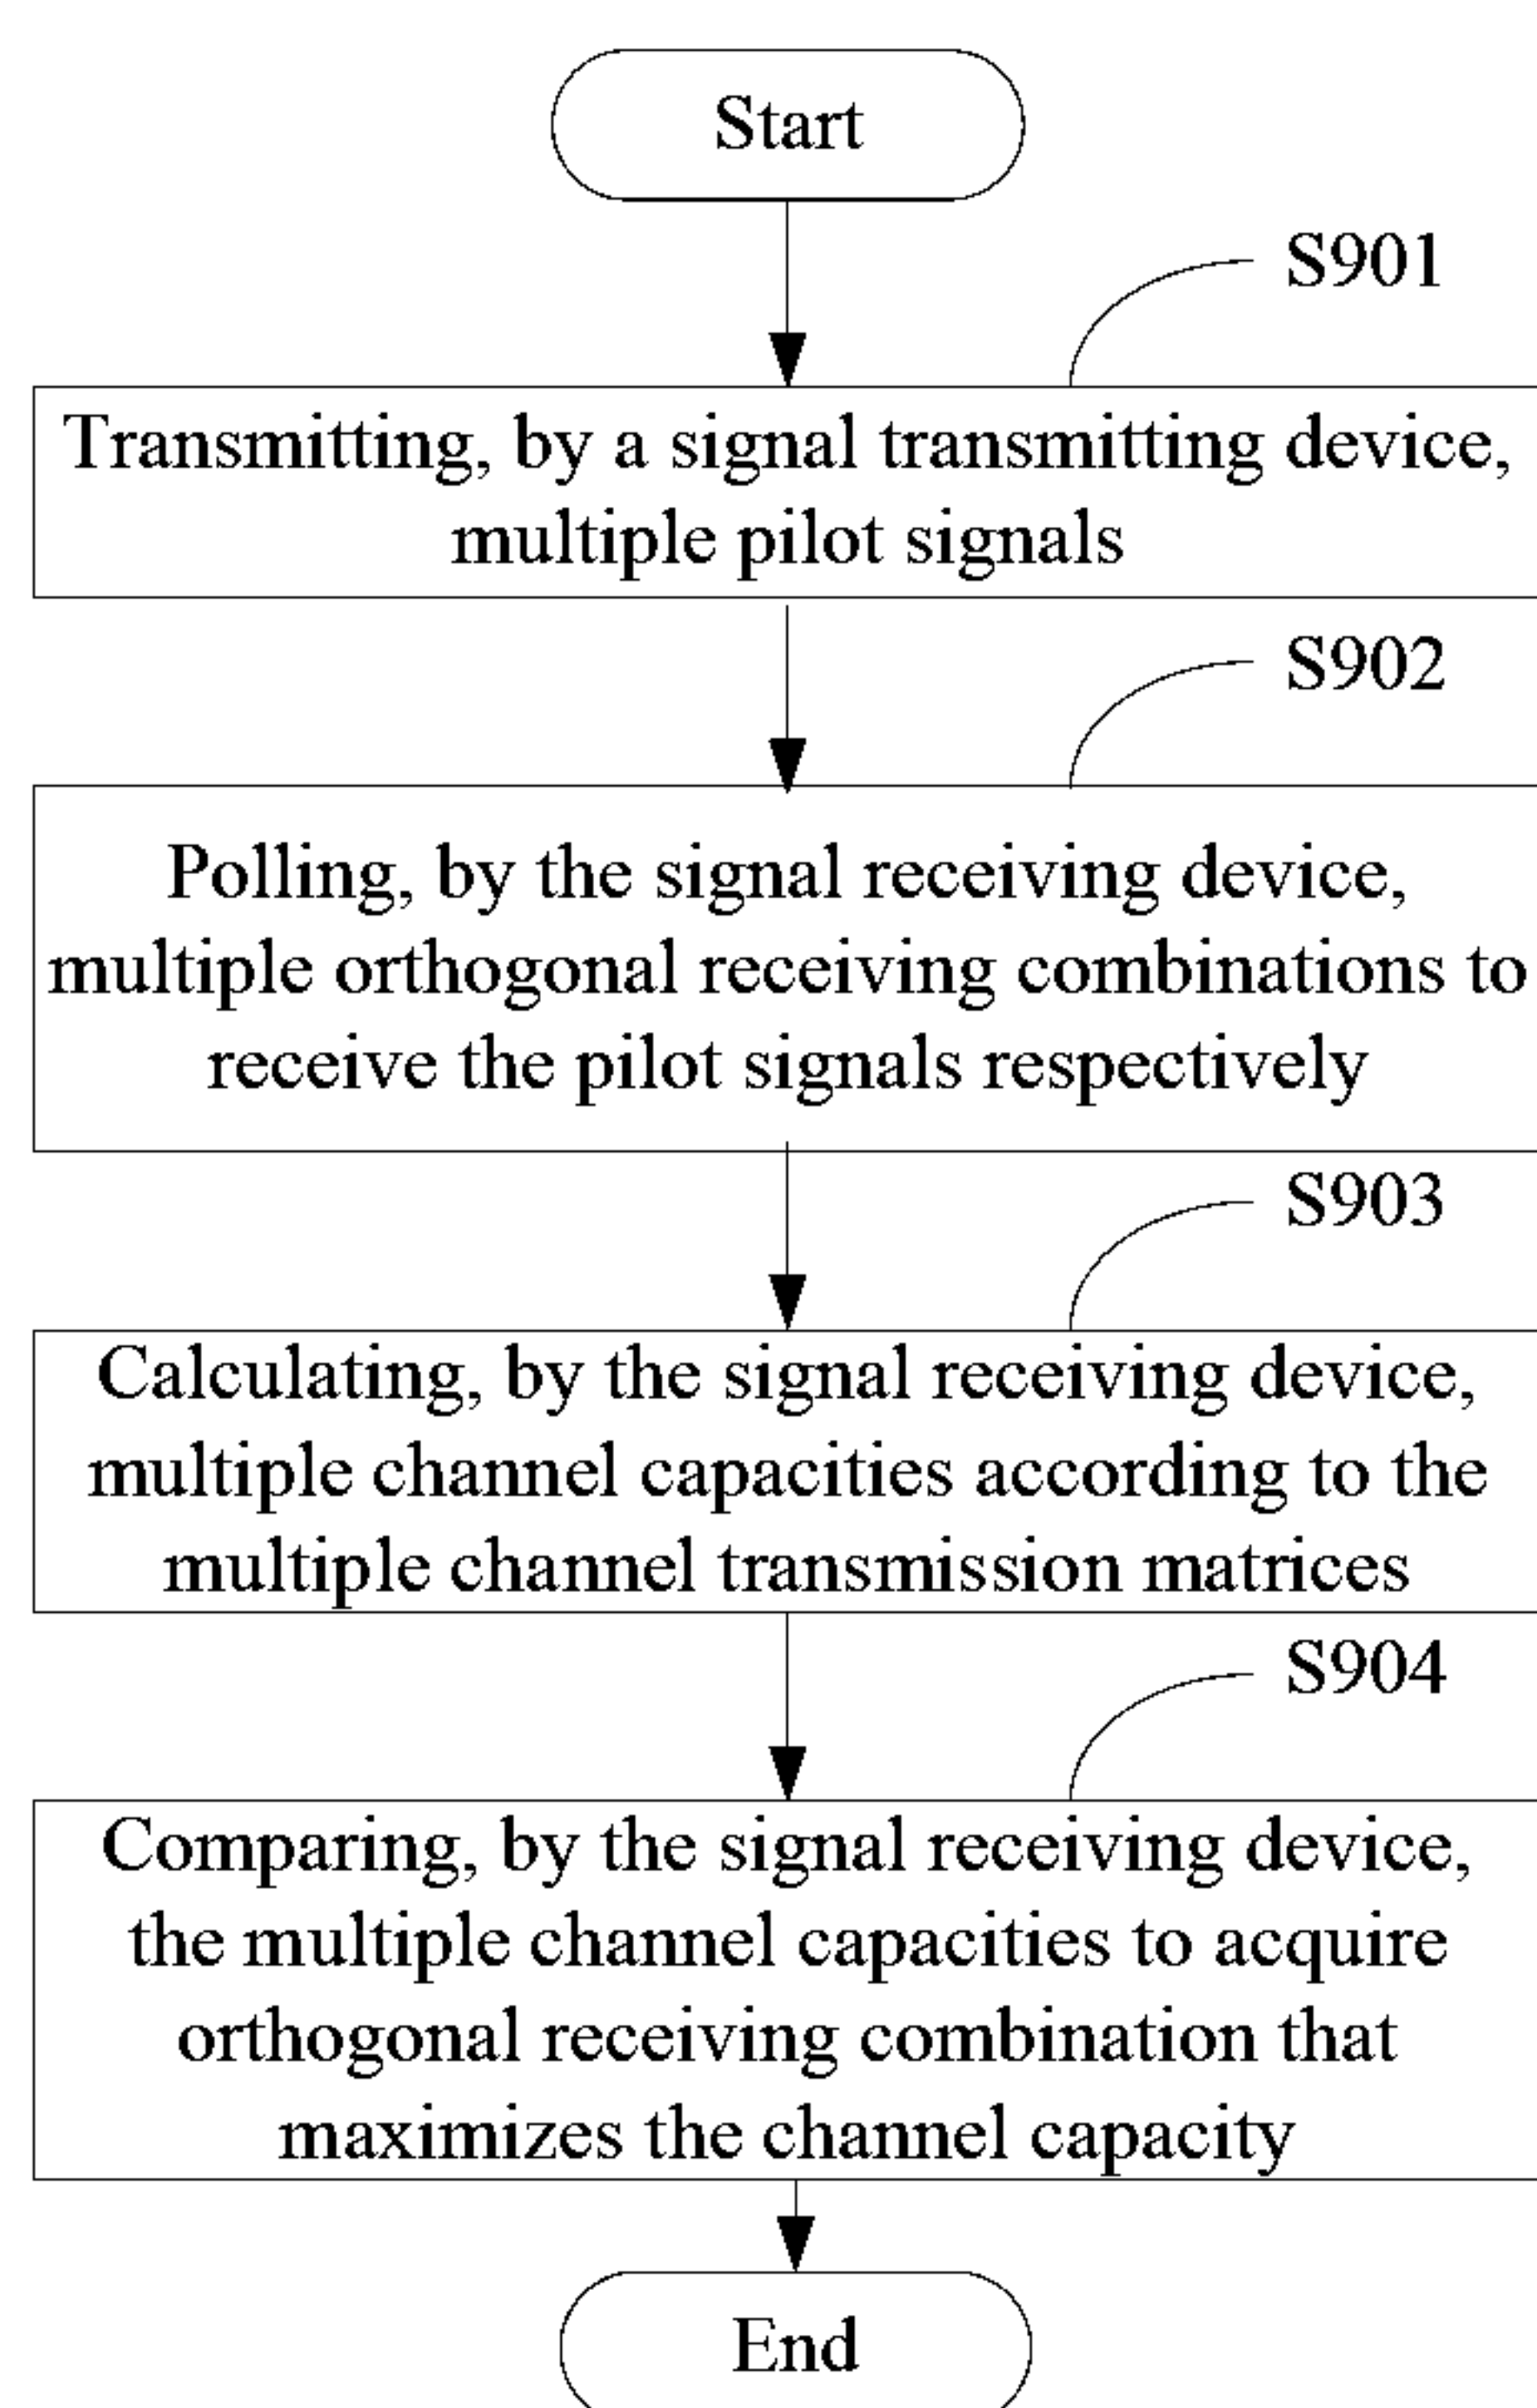 Start
S901
Transmitting, by a signal transmitting device,
multiple pilot signals
S902
Polling, by the signal receiving device,
multiple orthogonal receiving combinations to
receive the pilot signals respectively
S903
Calculating, by the signal receiving device,
multiple channel capacities according to the
multiple channel transmission matrices
S904
Comparing, by the signal receiving device,
the multiple channel capacities to acquire
orthogonal receiving combination that
maximizes the channel capacity
End